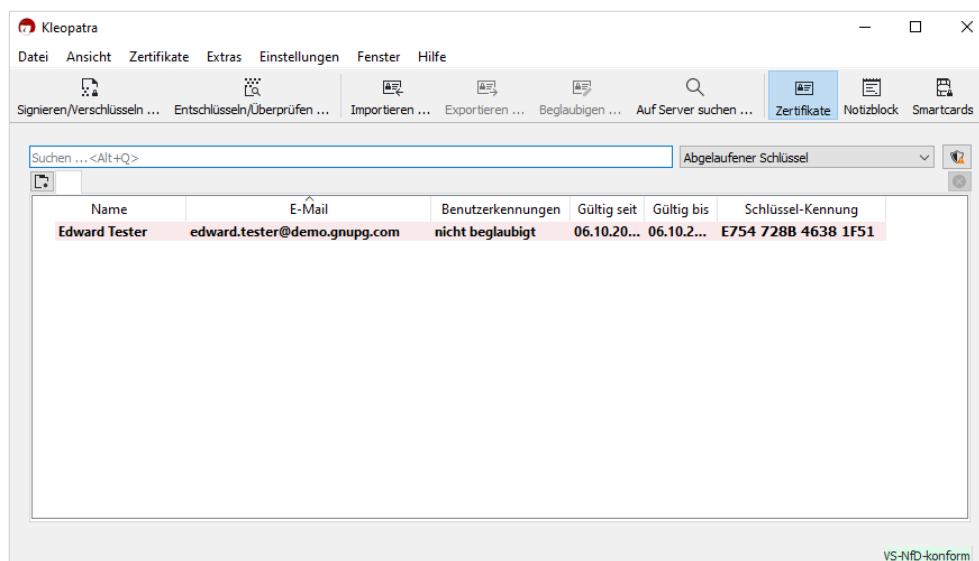 Kleopatra
Datei Ansicht Zertifikate Extras Einstellungen Fenster Hilfe
Signieren/Verschlüsseln ... Entschlüsseln/Überprüfen ... Importieren ... Exportieren ... Beglaubigen ... Auf Server suchen ... Zertifikate Notizblock Smartcards
Suchen ...<Alt+Q> Abgelaufener Schlüssel
Name E-Mail Benutzerkennungen Gültig seit Gültig bis Schlüssel-Kennung
Edward Tester edward.tester@demo.gnupg.com nicht beglaubigt 06.10.20... 06.10.2... E754 728B 4638 1F51
VS-NfD-konform